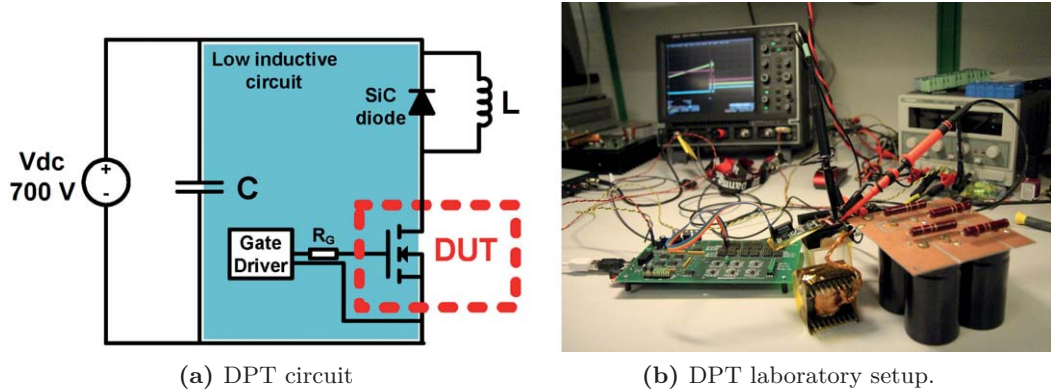 Low inductive
circuit
SiC
diode
L
Vdc
700 V
+
-
C
Gate
Driver
RG
DUT
(a) DPT circuit
(b) DPT laboratory setup.